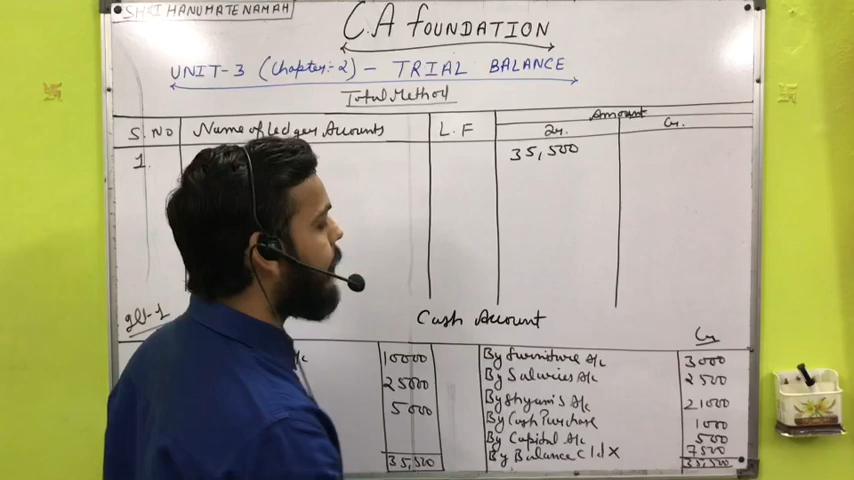 SHRI HANUMATE NAMAH
CA FOUNDATION
UNIT-3 (Chapter:-2) - TRIAL BALANCE
Total Method
S.NO Name of Ledger Accounts L.F Amount
Dr. Cr.
1. 35,500
Cash Account
Cr
10000 By Furniture A/c 3000
25000 By Salaries A/c 2500
5000 By Shyam's A/c 21000
By Cash Purchase 1000
By Capital A/c 500
By Balance C/d X 7500
35,500 35,500